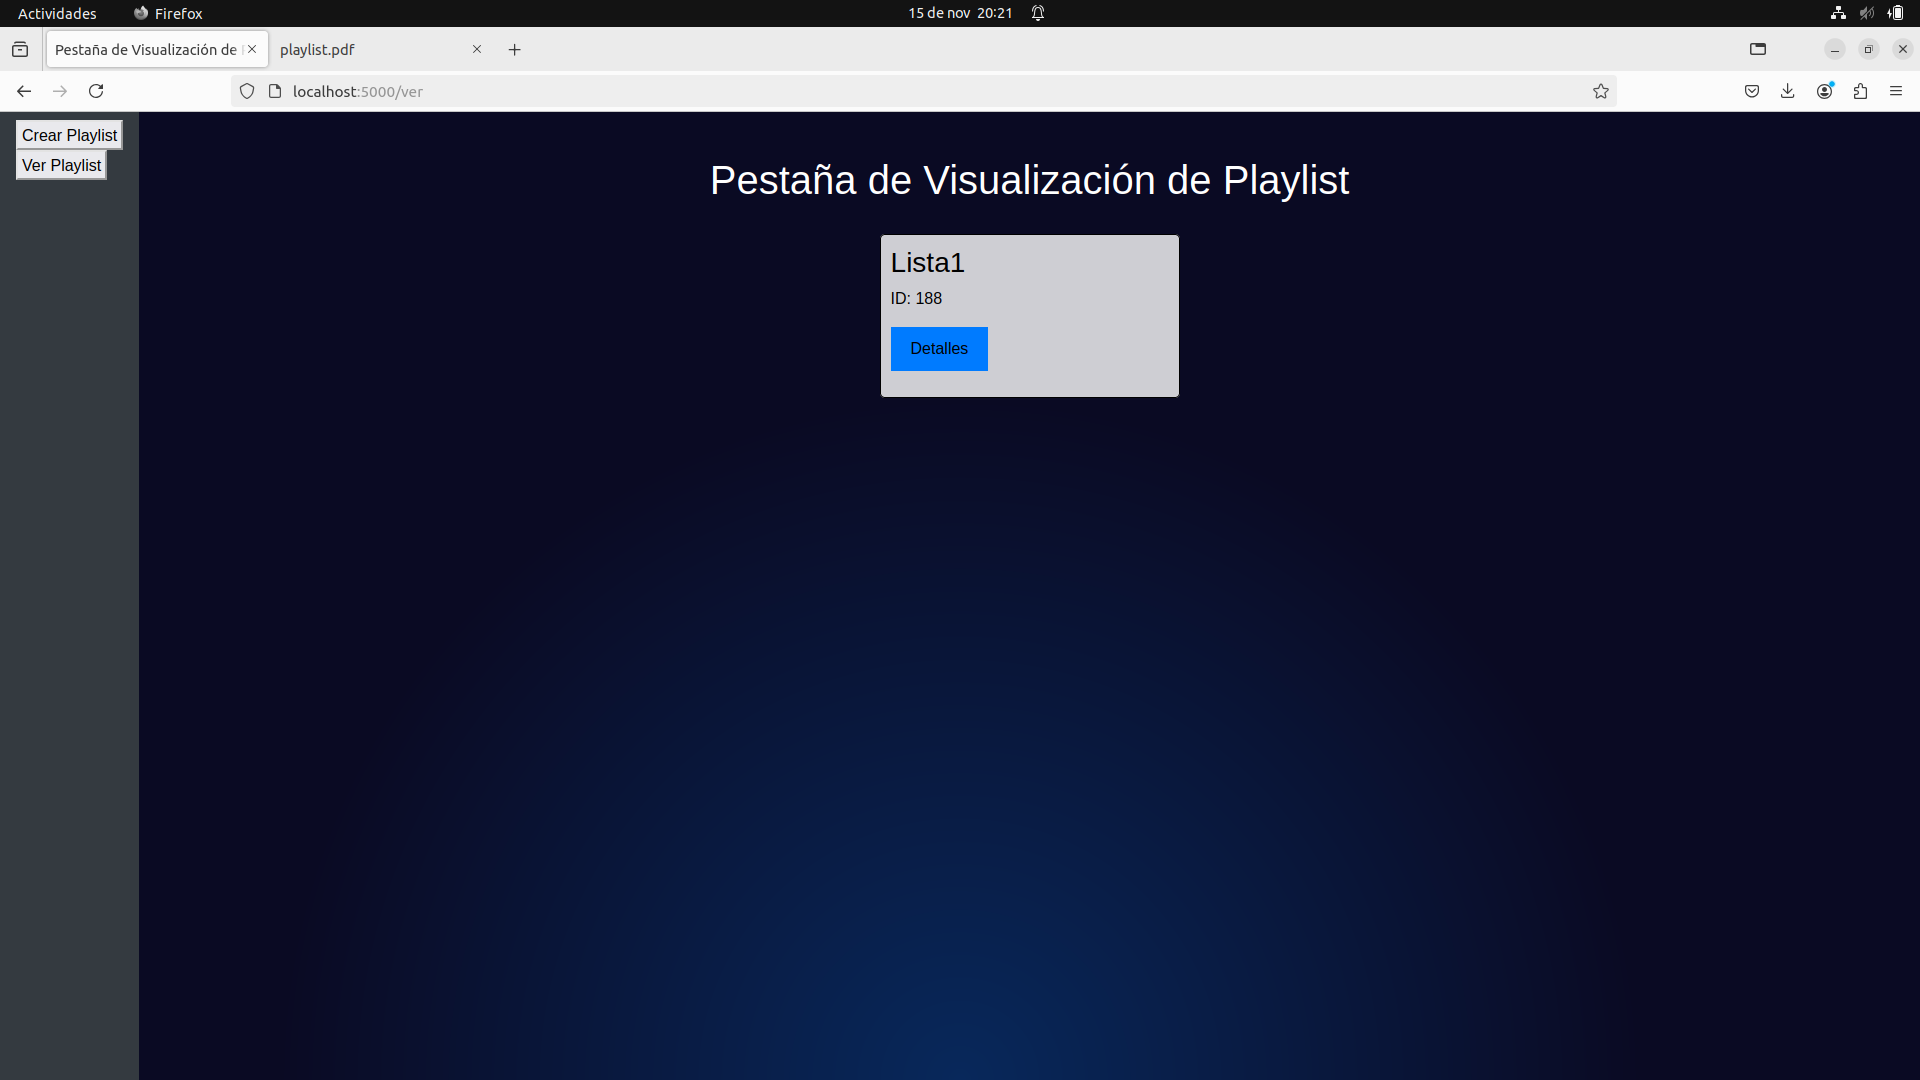 Actividades Firefox 15 de nov 20:21
Pestaña de Visualización de playlist.pdf
localhost:5000/ver
Crear Playlist
Ver Playlist
Pestaña de Visualización de Playlist
Lista1
ID: 188
Detalles